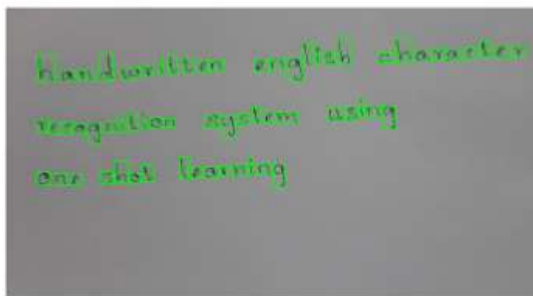 handwritten english character
recognition system using
one shot learning